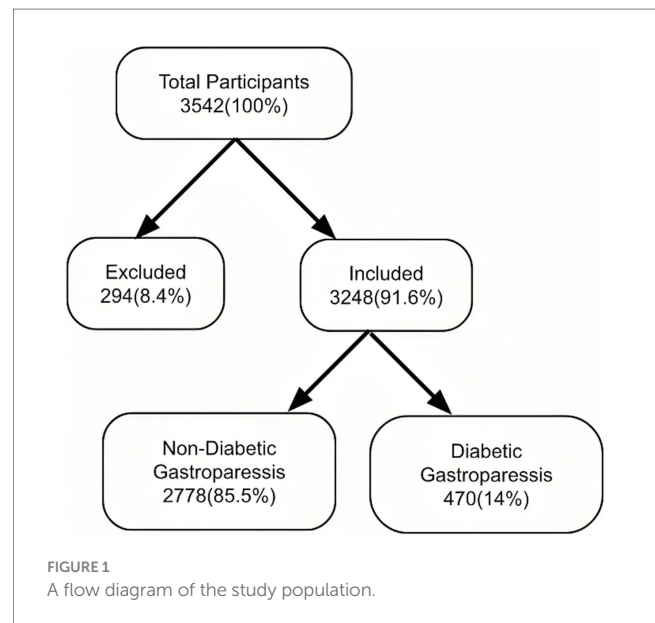 Total Participants
3542(100%)
Excluded
294(8.4%)
Included
3248(91.6%)
Non-Diabetic
Gastroparessis
2778(85.5%)
Diabetic
Gastroparessis
470(14%)
FIGURE 1
A flow diagram of the study population.